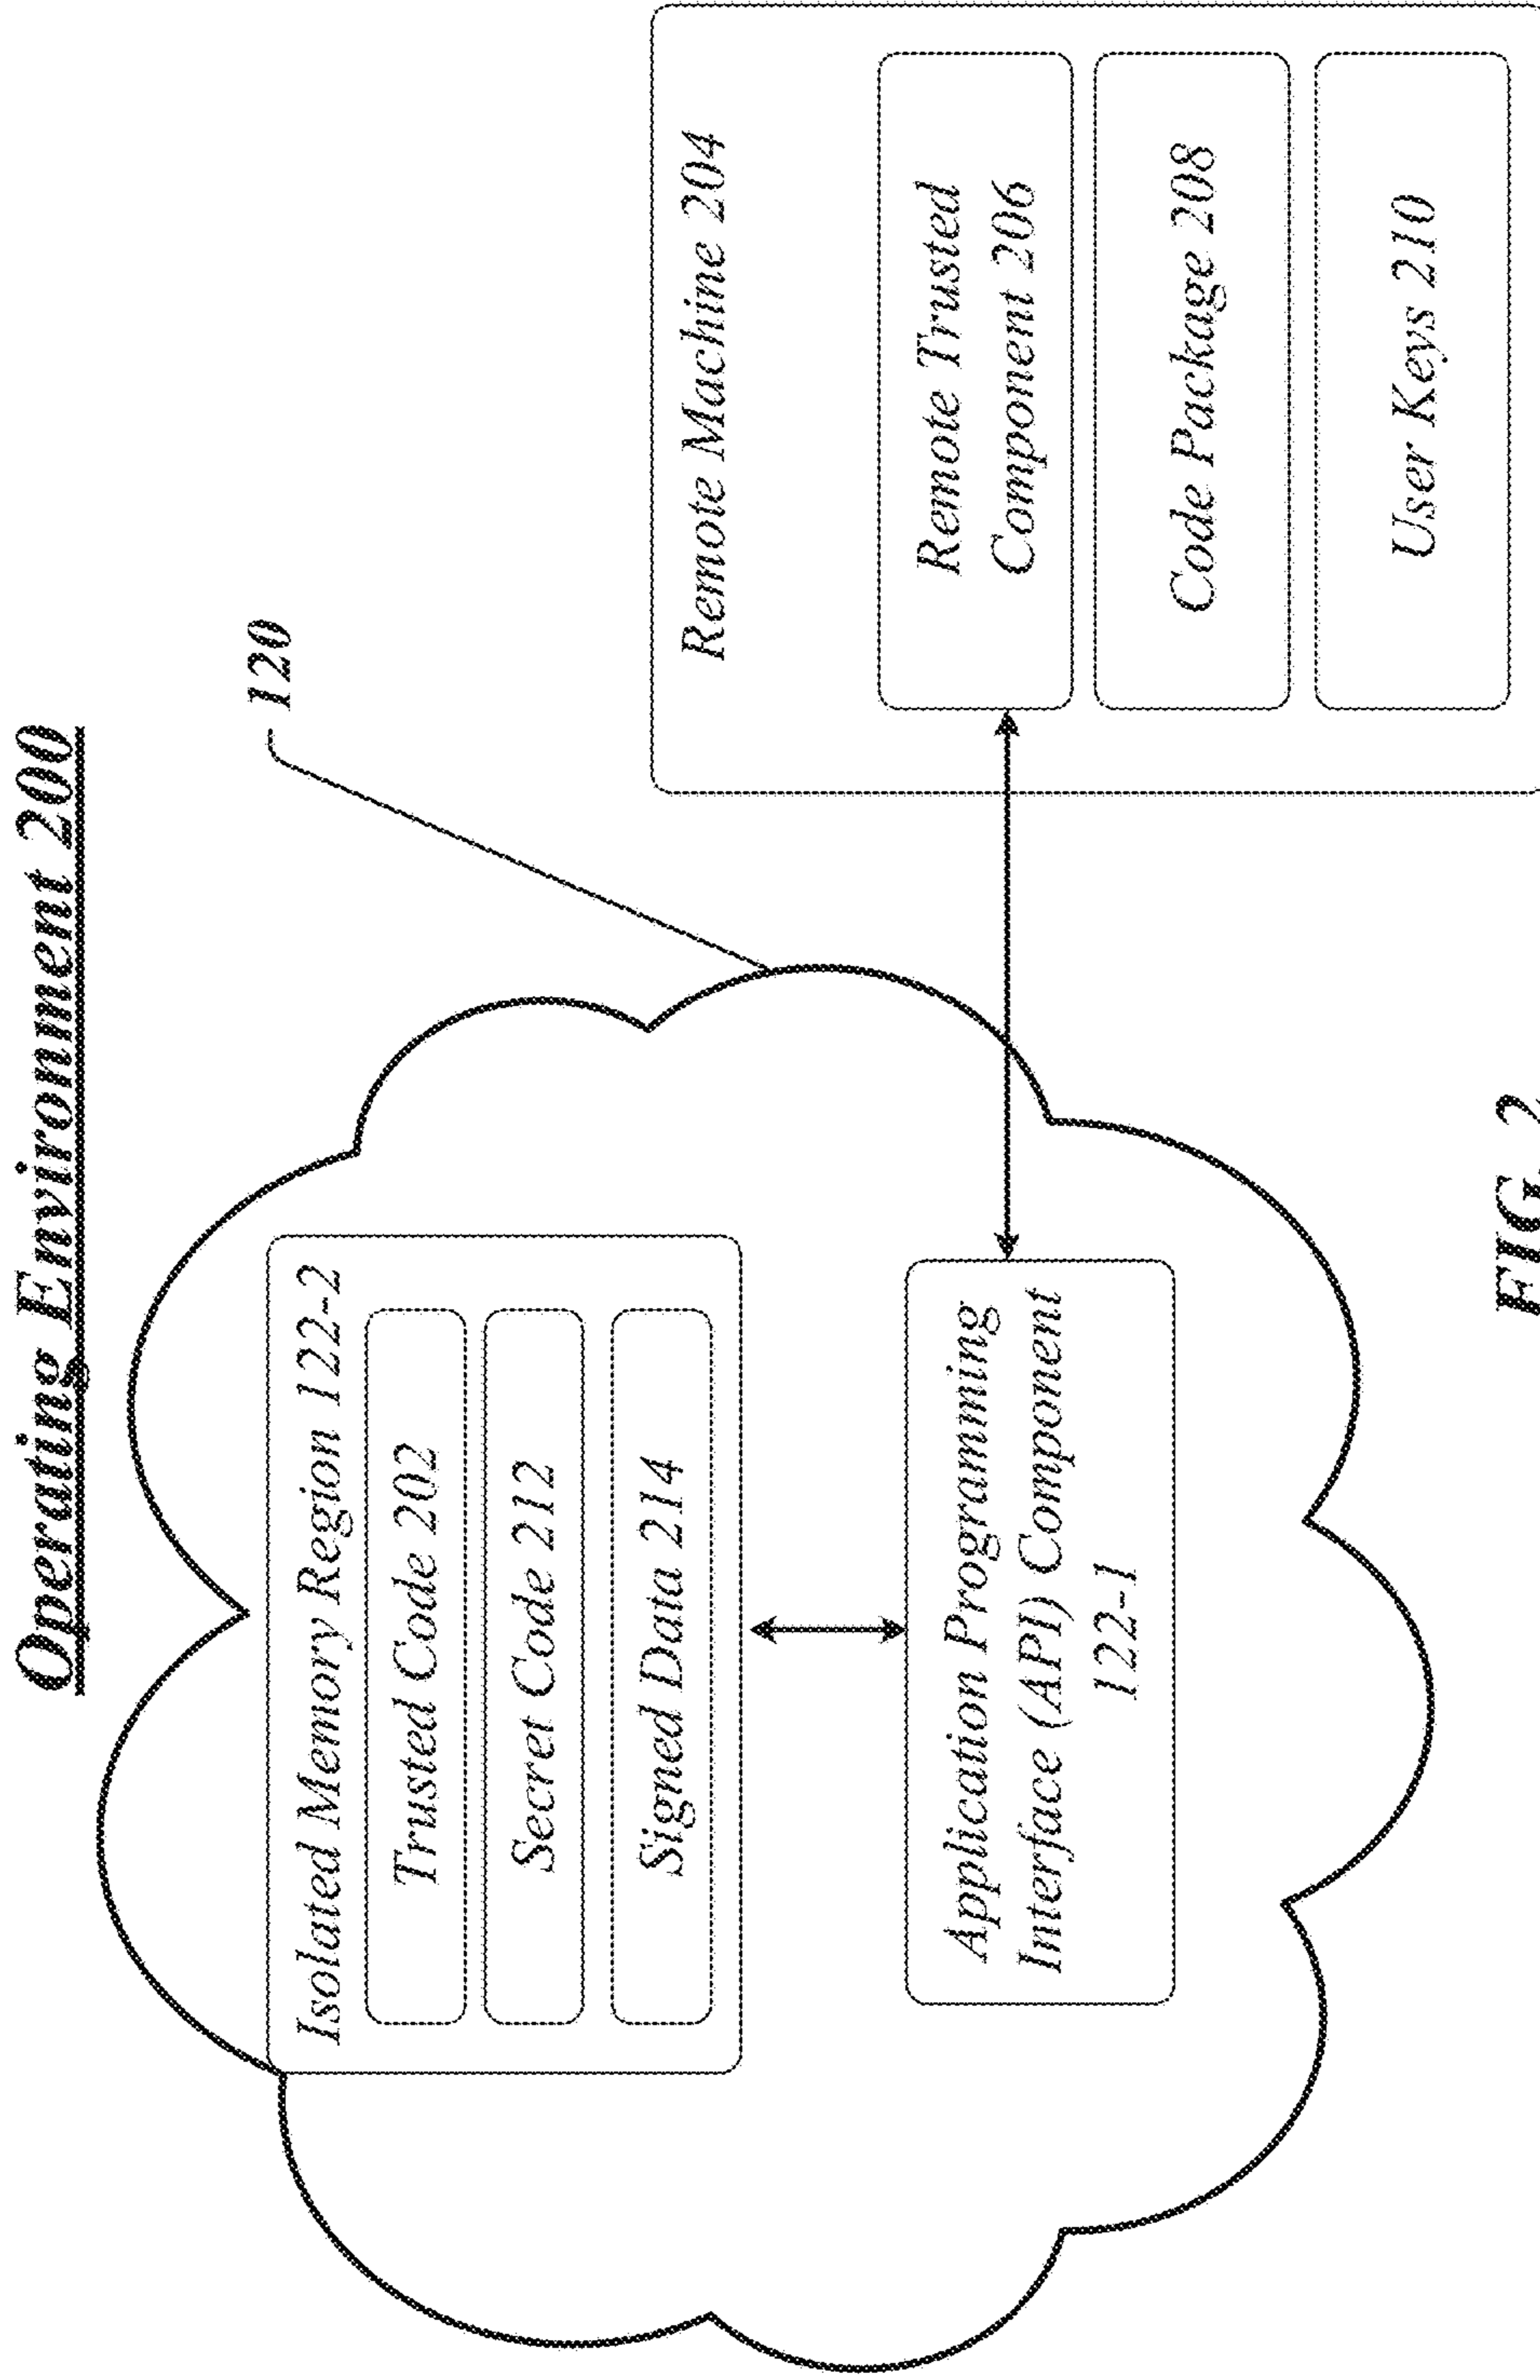 Operating Environment 200
120
Isolated Memory Region 122-2
Trusted Code 202
Secret Code 212
Signed Data 214
Application Programming
Interface (API) Component
122-1
Remote Machine 204
Remote Trusted
Component 206
Code Package 208
User Keys 210
FIG. 2